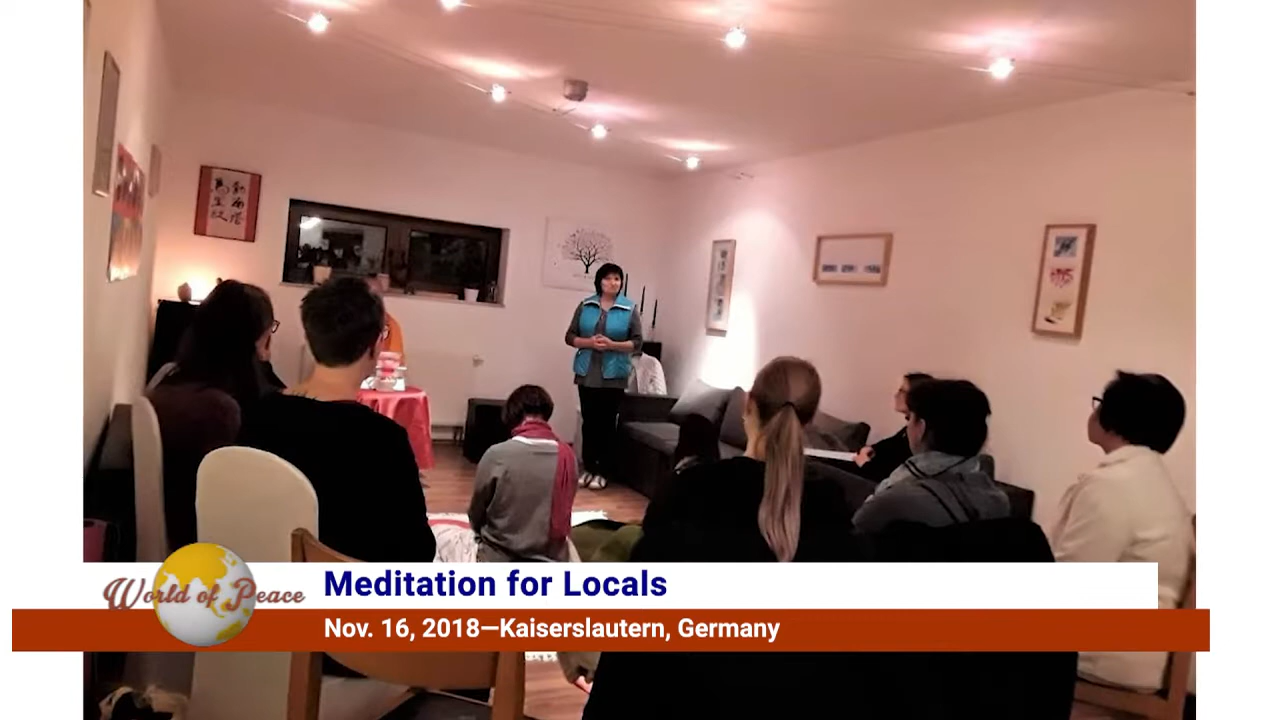 Meditation for Locals
World of Peace
Nov. 16, 2018—Kaiserslautern, Germany